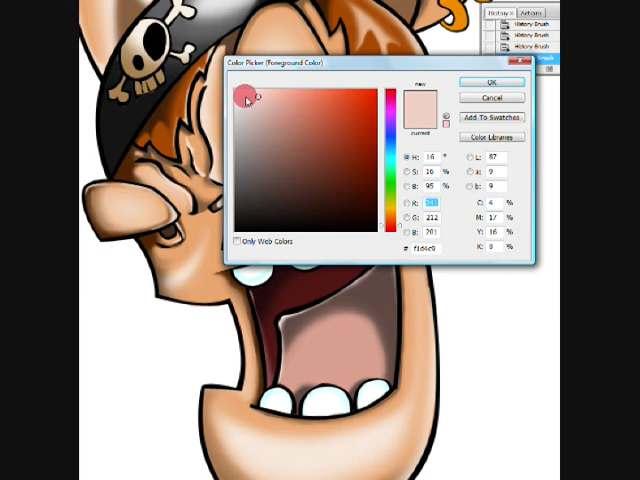 History × Actions
History Brush
History Brush
History Brush
Brush
Color Picker (Foreground Color)
new
current
OK
Cancel
Add To Swatches
Color Libraries
H: 16 °
S: 16 %
B: 95 %
R: 241
G: 212
B: 201
# f1d4c9
L: 87
a: 9
b: 9
C: 4 %
M: 17 %
Y: 16 %
K: 0 %
Only Web Colors